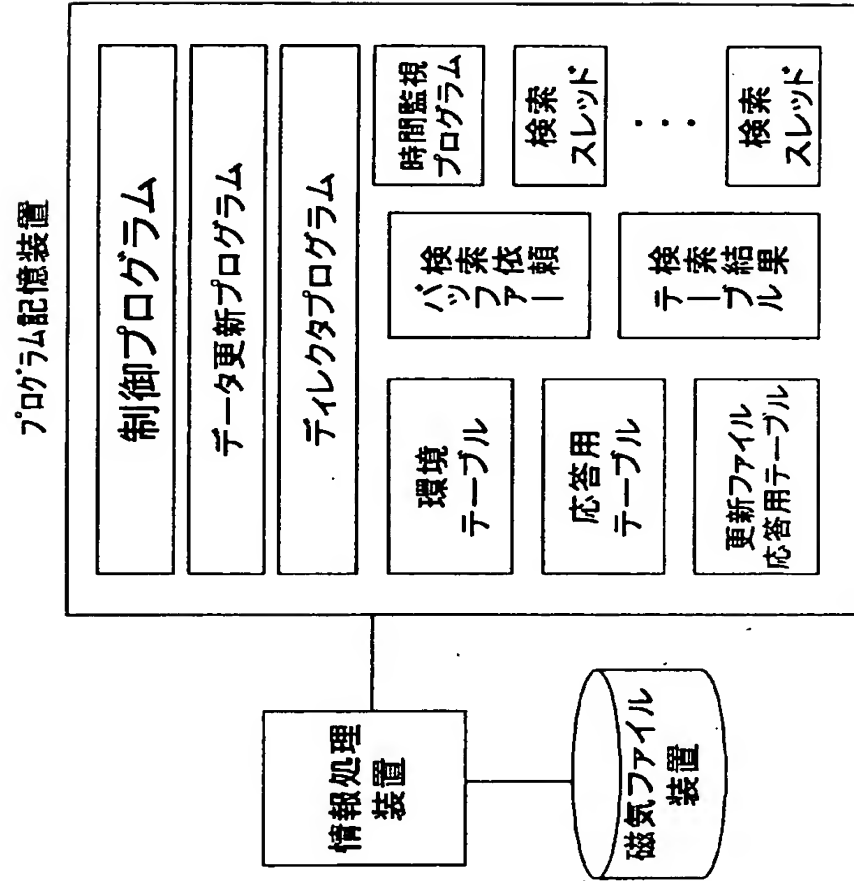 プログラム記憶装置
制御プログラム
データ更新プログラム
ディレクタプログラム
環境
テーブル
検索依頼
バッファー
時間監視
プログラム
応答用
テーブル
検索
スレッド
更新ファイル
応答用テーブル
検索結果
テーブル
検索
スレッド
情報処理
装置
磁気ファイル
装置